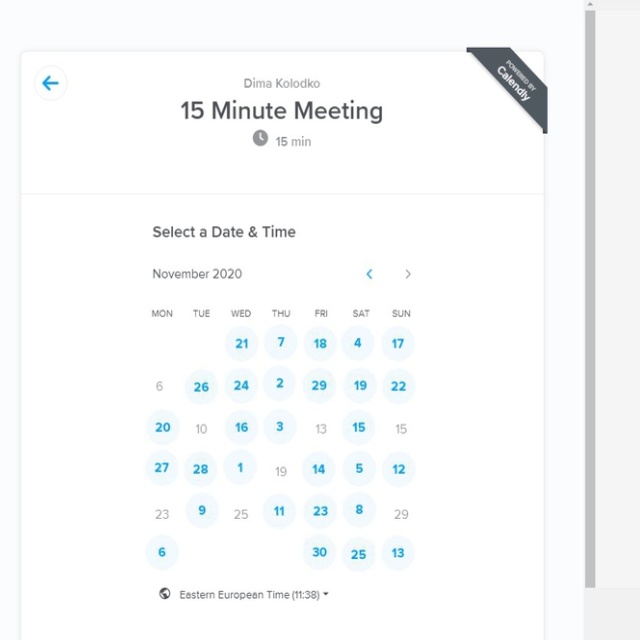 POWERED BY
Calendly
Dima Kolodko
15 Minute Meeting
15 min
Select a Date & Time
November 2020
MON TUE WED THU FRI SAT SUN
21 7 18 4 17
6 26 24 2 29 19 22
20 10 16 3 13 15 15
27 28 1 19 14 5 12
23 9 25 11 23 8 29
6 30 25 13
Eastern European Time (11:38)